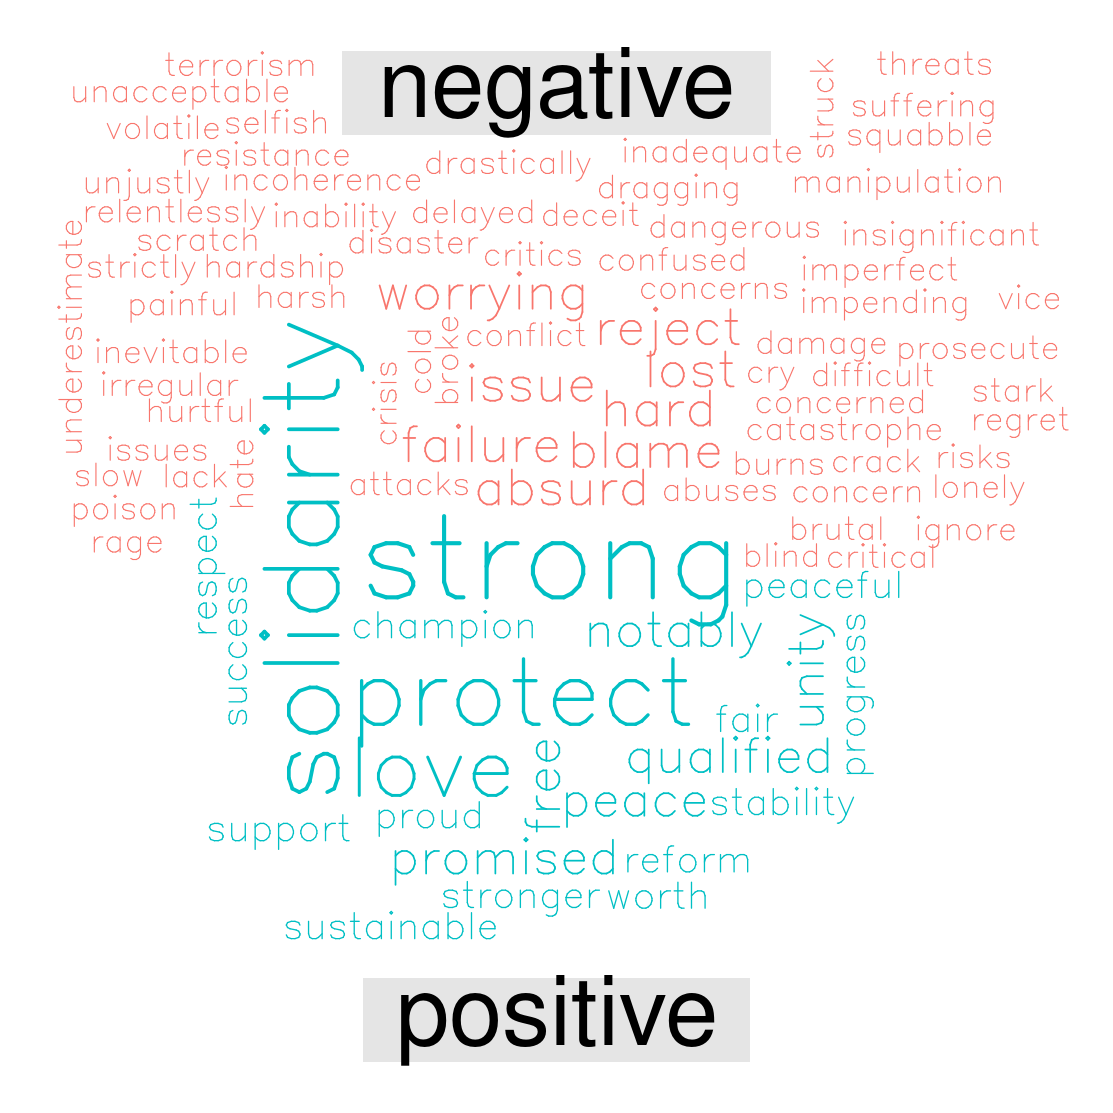 negative
terrorism
threats
struck
unacceptable
suffering
volatile
selfish
squabble
resistance
drastically
inadequate
unjustly
incoherence
dragging
manipulation
relentlessly
inability
delayed
deceit
dangerous
scratch
disaster
insignificant
underestimate
strictly
hardship
critics
confused
imperfect
painful
harsh
worrying
concerns
impending
vice
cold
broke
conflict
reject
inevitable
damage
prosecute
irregular
crisis
issue
lost
cry
difficult
stark
hurtful
hard
concerned
regret
catastrophe
issues
failure
blame
slow
lack
hate
burns
crack
risks
attacks
absurd
abuses
concern
lonely
poison
brutal
ignore
rage
blind
critical
solidarity
respect
strong
peaceful
success
champion
notably
unity
progress
protect
fair
love
free
qualified
peace
stability
support
proud
promised
reform
stronger
worth
sustainable
positive